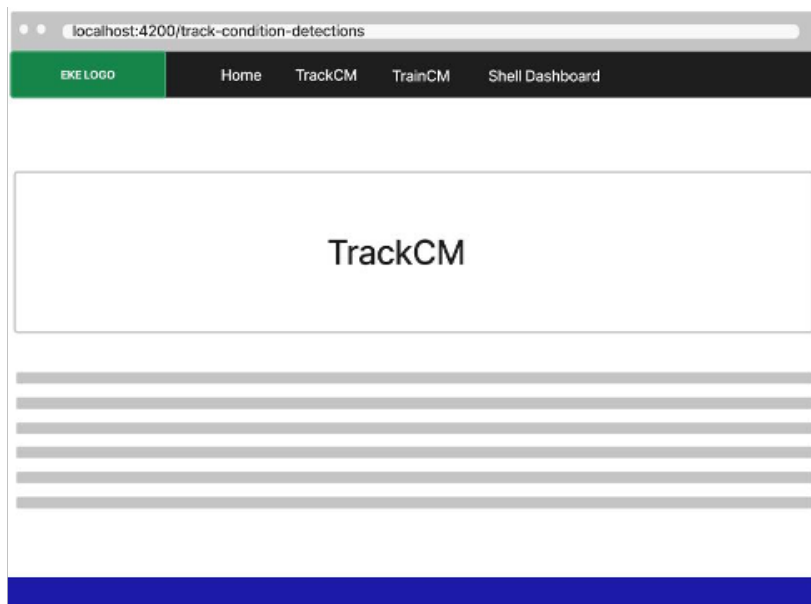 localhost:4200/track-condition-detections
EKE LOGO Home TrackCM TrainCM Shell Dashboard
TrackCM